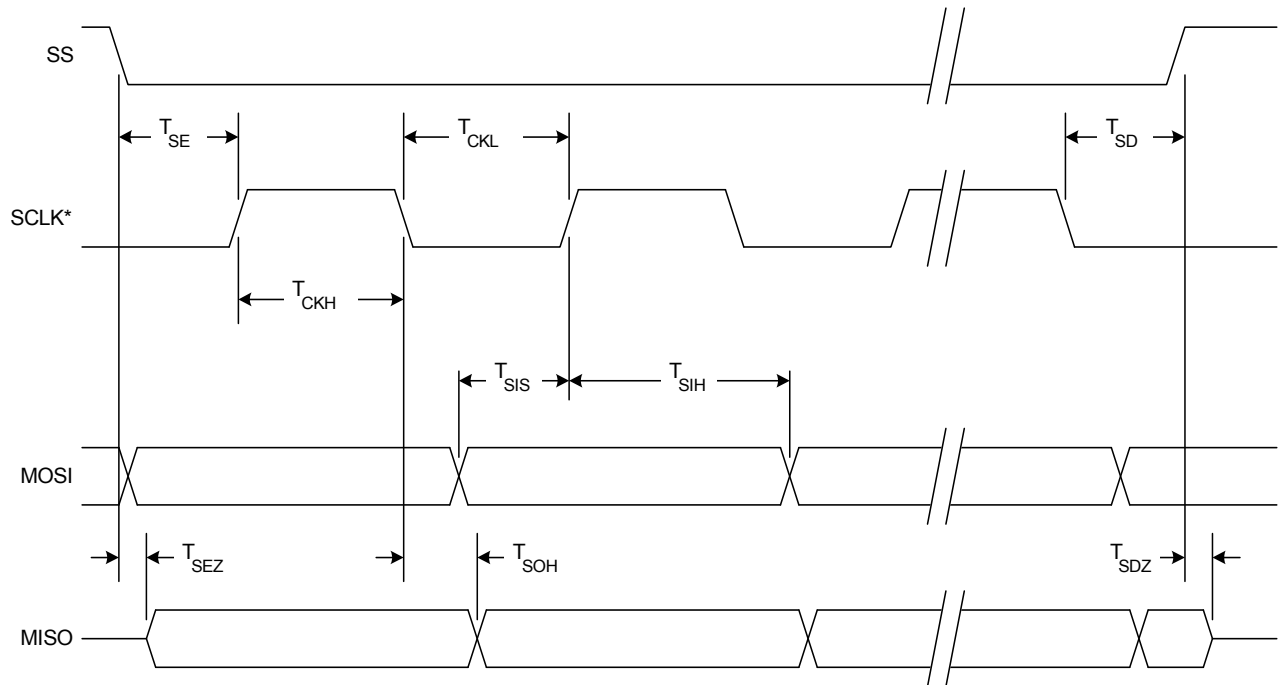 SS
TSE
TCKL
TSD
SCLK*
TCKH
TSIS
TSIH
MOSI
TSEZ
TSOH
TSDZ
MISO